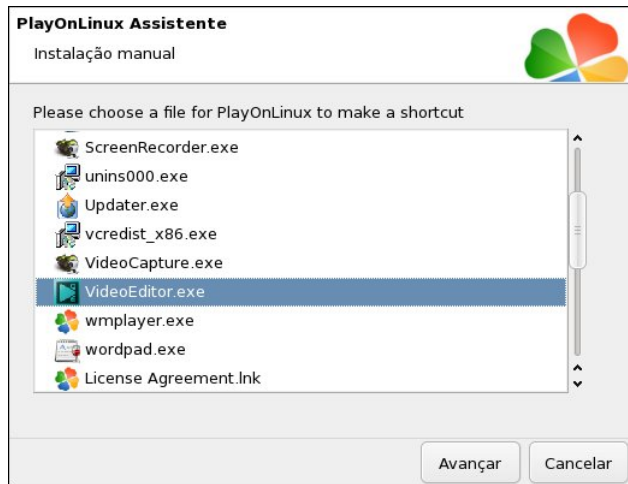 PlayOnLinux Assistente
Instalação manual
Please choose a file for PlayOnLinux to make a shortcut
ScreenRecorder.exe
unins000.exe
Updater.exe
vcredist_x86.exe
VideoCapture.exe
VideoEditor.exe
wmplayer.exe
wordpad.exe
License Agreement.lnk
Avançar
Cancelar